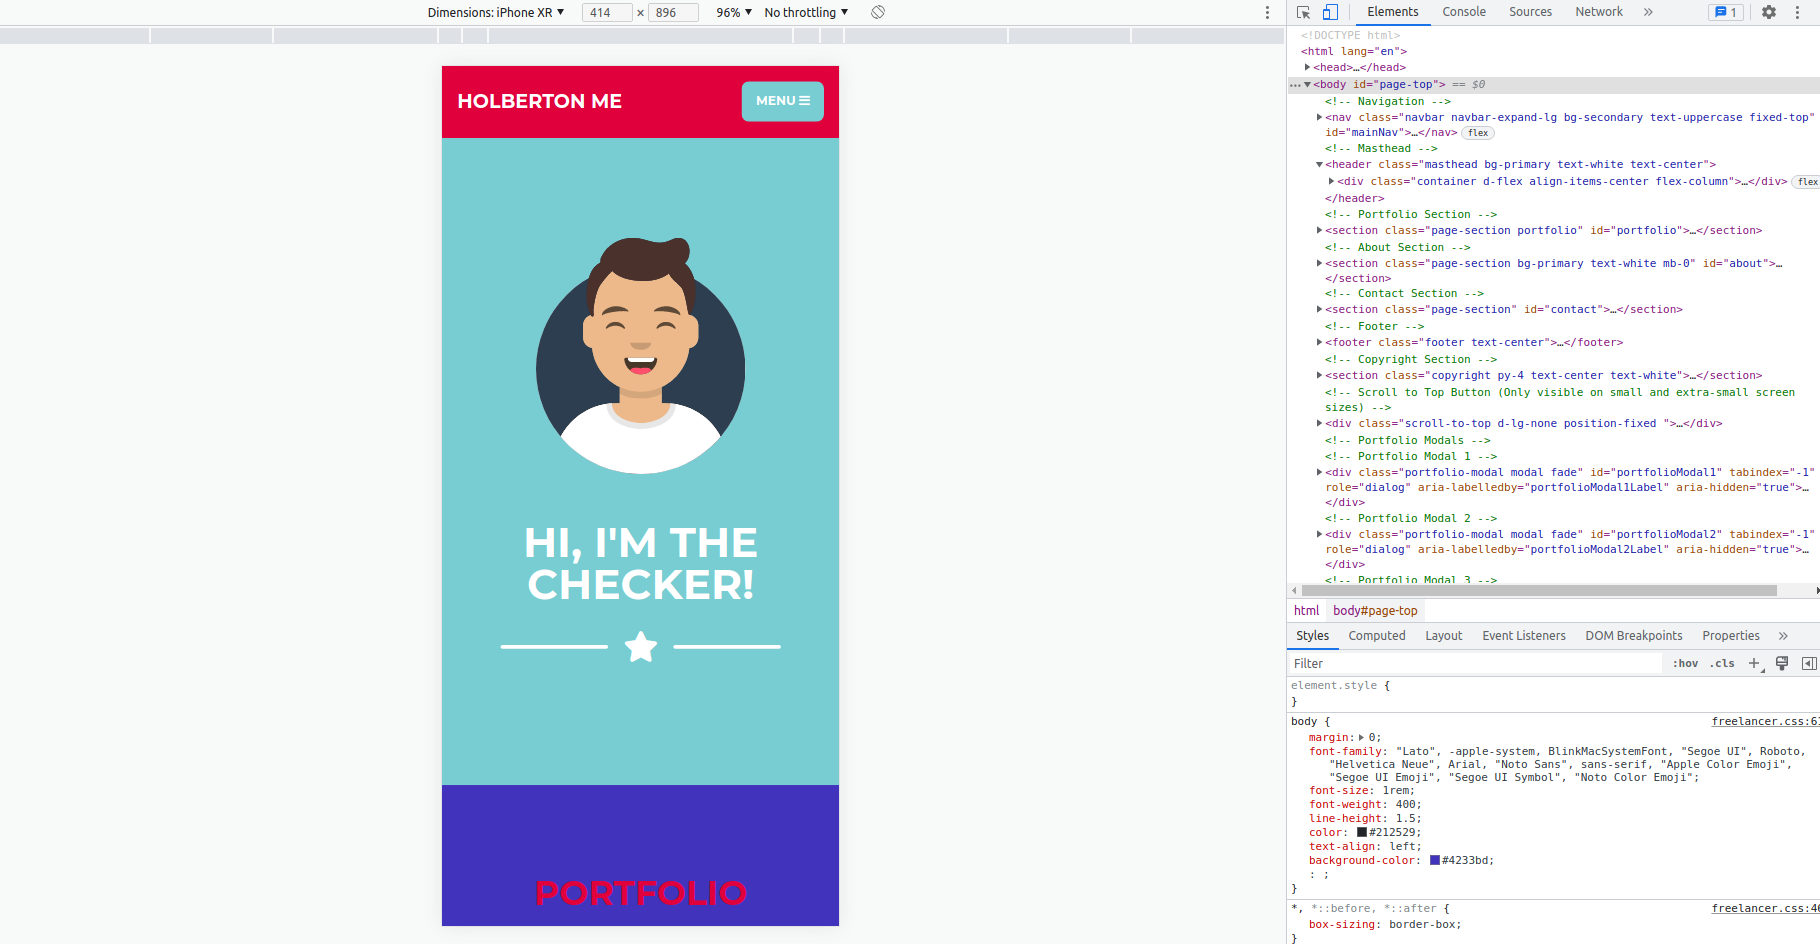 Dimensions: iPhone XR ▼ 414 × 896 96% ▼ No throttling ▼
HOLBERTON ME
MENU
HI, I'M THE
CHECKER!
PORTFOLIO
Elements Console Sources Network » 1
<!DOCTYPE html>
<html lang="en">
<head>…</head>
<body id="page-top"> == $0
<!-- Navigation -->
<nav class="navbar navbar-expand-lg bg-secondary text-uppercase fixed-top"
id="mainNav">…</nav> flex
<!-- Masthead -->
<header class="masthead bg-primary text-white text-center">
<div class="container d-flex align-items-center flex-column">…</div> flex
</header>
<!-- Portfolio Section -->
<section class="page-section portfolio" id="portfolio">…</section>
<!-- About Section -->
<section class="page-section bg-primary text-white mb-0" id="about">…
</section>
<!-- Contact Section -->
<section class="page-section" id="contact">…</section>
<!-- Footer -->
<footer class="footer text-center">…</footer>
<!-- Copyright Section -->
<section class="copyright py-4 text-center text-white">…</section>
<!-- Scroll to Top Button (Only visible on small and extra-small screen
sizes) -->
<div class="scroll-to-top d-lg-none position-fixed ">…</div>
<!-- Portfolio Modals -->
<!-- Portfolio Modal 1 -->
<div class="portfolio-modal modal fade" id="portfolioModal1" tabindex="-1"
role="dialog" aria-labelledby="portfolioModal1Label" aria-hidden="true">…
</div>
<!-- Portfolio Modal 2 -->
<div class="portfolio-modal modal fade" id="portfolioModal2" tabindex="-1"
role="dialog" aria-labelledby="portfolioModal2Label" aria-hidden="true">…
</div>
<!-- Portfolio Modal 3 -->
html body#page-top
Styles Computed Layout Event Listeners DOM Breakpoints Properties »
Filter :hov .cls +
element.style {
}
body { freelancer.css:6
margin: 0;
font-family: "Lato", -apple-system, BlinkMacSystemFont, "Segoe UI", Roboto,
"Helvetica Neue", Arial, "Noto Sans", sans-serif, "Apple Color Emoji",
"Segoe UI Emoji", "Segoe UI Symbol", "Noto Color Emoji";
font-size: 1rem;
font-weight: 400;
line-height: 1.5;
color: #212529;
text-align: left;
background-color: #4233bd;
: ;
}
*, *::before, *::after { freelancer.css:4
box-sizing: border-box;
}